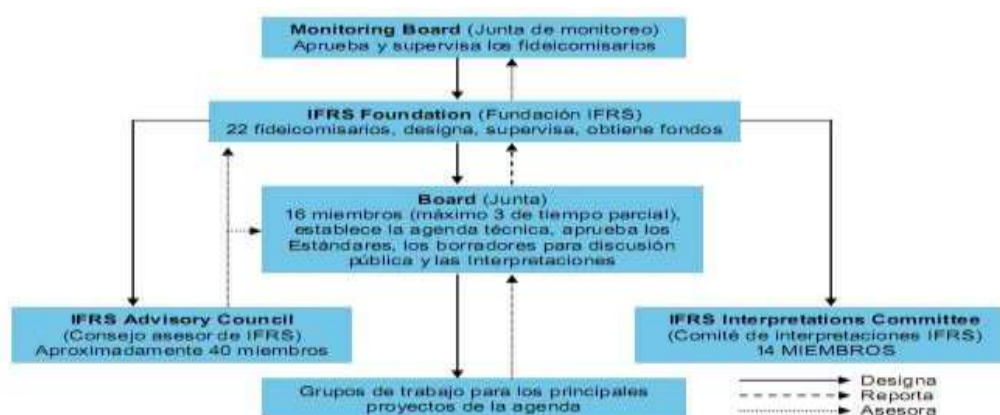 Monitoring Board (Junta de monitoreo)
Aprueba y supervisa los fideicomisarios
IFRS Foundation (Fundación IFRS)
22 fideicomisarios, designa, supervisa, obtiene fondos
Board (Junta)
16 miembros (máximo 3 de tiempo parcial),
establece la agenda técnica, aprueba los
Estándares, los borradores para discusión
pública y las Interpretaciones
IFRS Advisory Council
(Consejo asesor de IFRS)
Aproximadamente 40 miembros
IFRS Interpretations Committee
(Comité de interpretaciones IFRS)
14 MIEMBROS
Grupos de trabajo para los principales
proyectos de la agenda
Designa
Reporta
Asesora